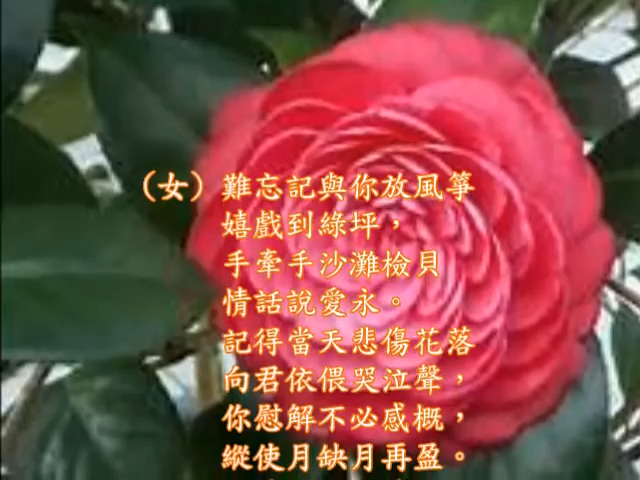 （女）難忘記與你放風箏
嬉戲到綠坪，
手牽手沙灘檢貝
情話說愛永。
記得當天悲傷花落
向君依偎哭泣聲，
你慰解不必感概，
縱使月缺月再盈。